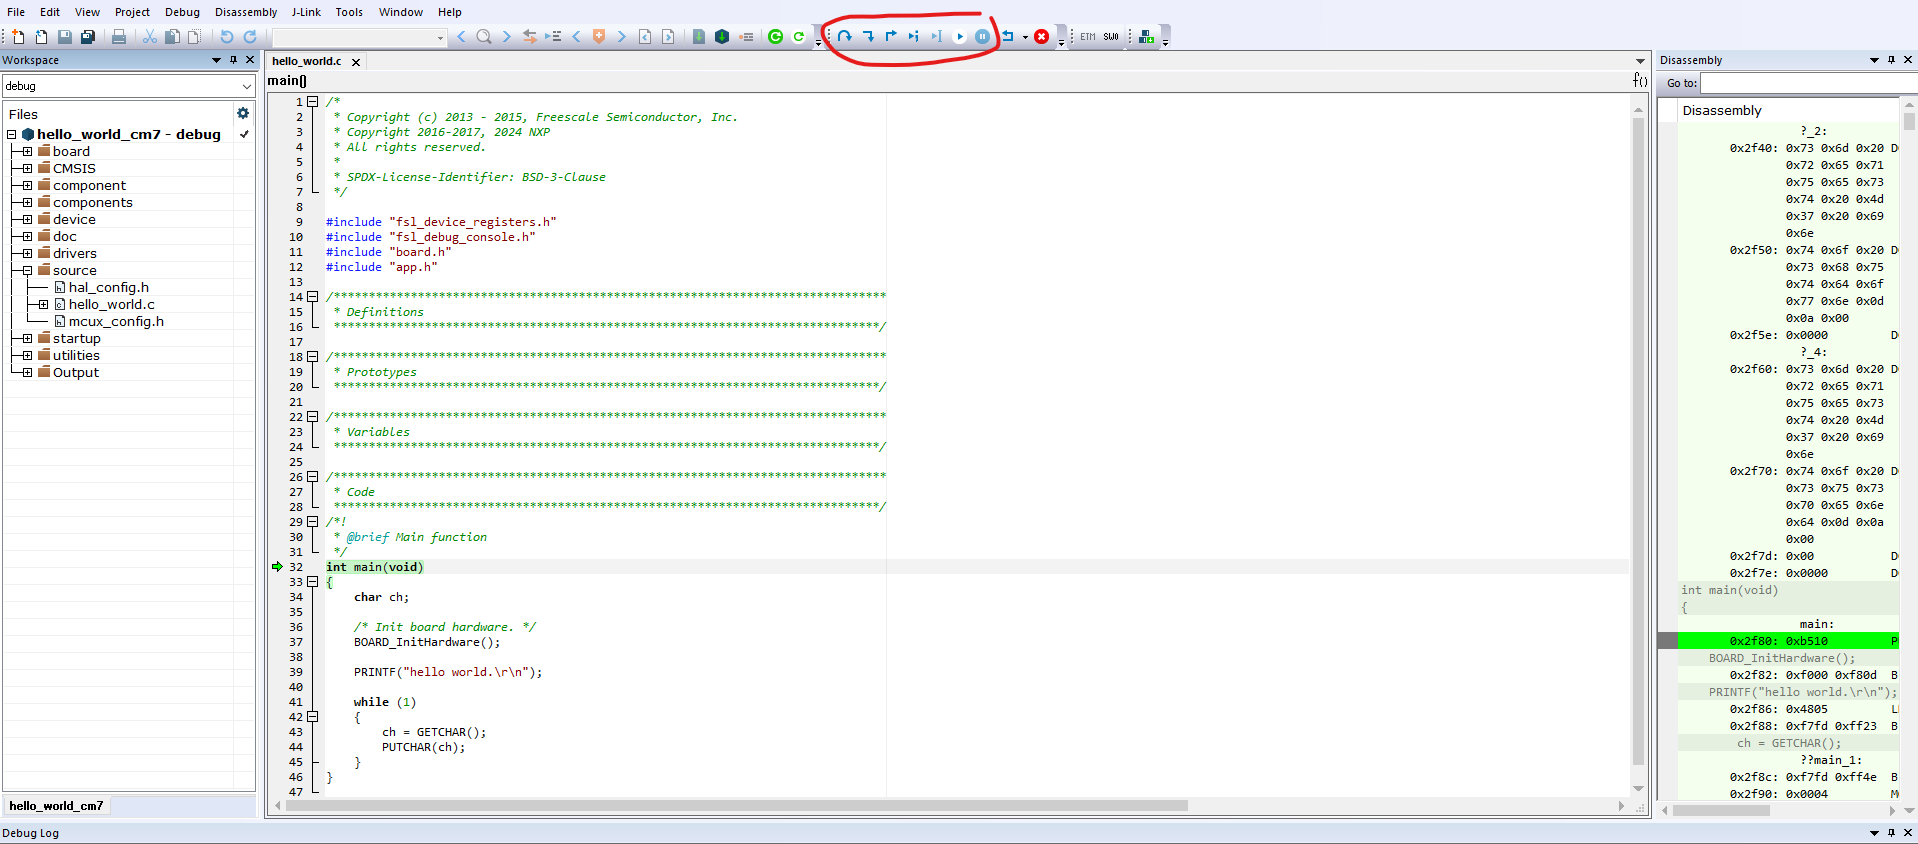 File Edit View Project Debug Disassembly J-Link Tools Window Help
ETM SWO
Workspace
debug
Files
hello_world_cm7 - debug
board
CMSIS
component
components
device
doc
drivers
source
hal_config.h
hello_world.c
mcux_config.h
startup
utilities
Output
hello_world_cm7
hello_world.c
main()
f()
1 /*
2 * Copyright (c) 2013 - 2015, Freescale Semiconductor, Inc.
3 * Copyright 2016-2017, 2024 NXP
4 * All rights reserved.
5 *
6 * SPDX-License-Identifier: BSD-3-Clause
7 */
8
9 #include "fsl_device_registers.h"
10 #include "fsl_debug_console.h"
11 #include "board.h"
12 #include "app.h"
13
14 /*******************************************************************************
15 * Definitions
16 ******************************************************************************/
17
18 /*******************************************************************************
19 * Prototypes
20 ******************************************************************************/
21
22 /*******************************************************************************
23 * Variables
24 ******************************************************************************/
25
26 /*******************************************************************************
27 * Code
28 ******************************************************************************/
29 /*!
30 * @brief Main function
31 */
32 int main(void)
33 {
34 char ch;
35
36 /* Init board hardware. */
37 BOARD_InitHardware();
38
39 PRINTF("hello world.\r\n");
40
41 while (1)
42 {
43 ch = GETCHAR();
44 PUTCHAR(ch);
45 }
46 }
47
Disassembly
Go to:
Disassembly
?_2:
0x2f40: 0x73 0x6d 0x20 D
0x72 0x65 0x71
0x75 0x65 0x73
0x74 0x20 0x4d
0x37 0x20 0x69
0x6e
0x2f50: 0x74 0x6f 0x20 D
0x73 0x68 0x75
0x74 0x64 0x6f
0x77 0x6e 0x0d
0x0a 0x00
0x2f5e: 0x0000 D
?_4:
0x2f60: 0x73 0x6d 0x20 D
0x72 0x65 0x71
0x75 0x65 0x73
0x74 0x20 0x4d
0x37 0x20 0x69
0x6e
0x2f70: 0x74 0x6f 0x20 D
0x73 0x75 0x73
0x70 0x65 0x6e
0x64 0x0d 0x0a
0x00
0x2f7d: 0x00 D
0x2f7e: 0x0000 D
int main(void)
{
main:
0x2f80: 0xb510 P
BOARD_InitHardware();
0x2f82: 0xf000 0xf80d B
PRINTF("hello world.\r\n");
0x2f86: 0x4805 L
0x2f88: 0xf7fd 0xff23 B
ch = GETCHAR();
??main_1:
0x2f8c: 0xf7fd 0xff4e B
0x2f90: 0x0004 M
Debug Log